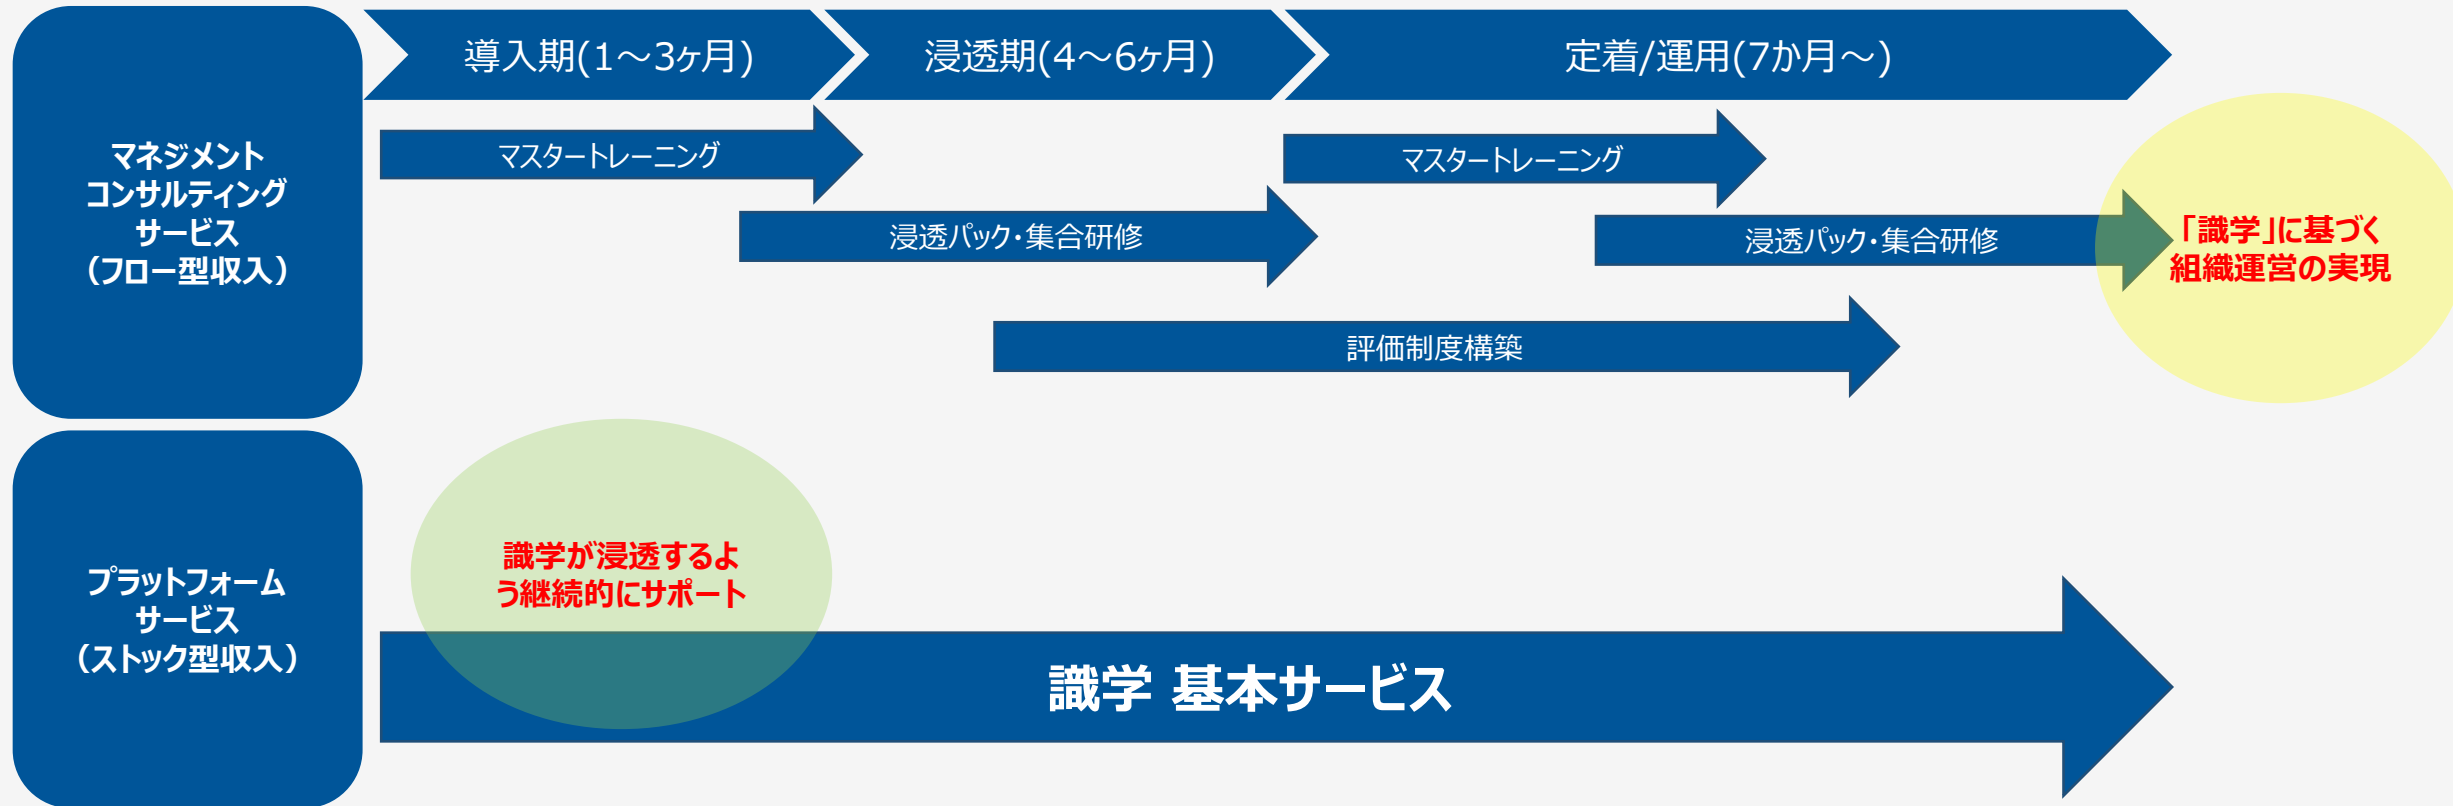 導入期(1～3ヶ月)
浸透期(4～6ヶ月)
定着/運用(7か月～)
マネジメント
コンサルティング
サービス
（フロー型収入）
マスタートレーニング
マスタートレーニング
浸透パック・集合研修
浸透パック・集合研修
「識学」に基づく
組織運営の実現
評価制度構築
プラットフォーム
サービス
（ストック型収入）
識学が浸透するよ
う継続的にサポート
識学 基本サービス